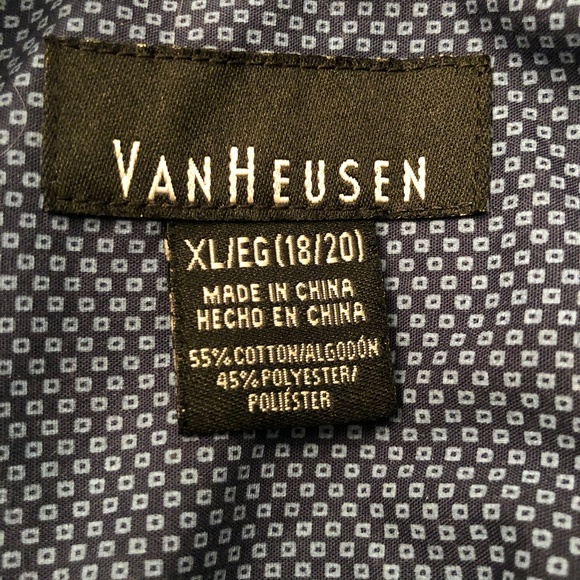 VANHEUSEN
XL/EG (18/20)
MADE IN CHINA
HECHO EN CHINA
55% COTTON/ALGODÓN
45% POLYESTER/
POLIÉSTER